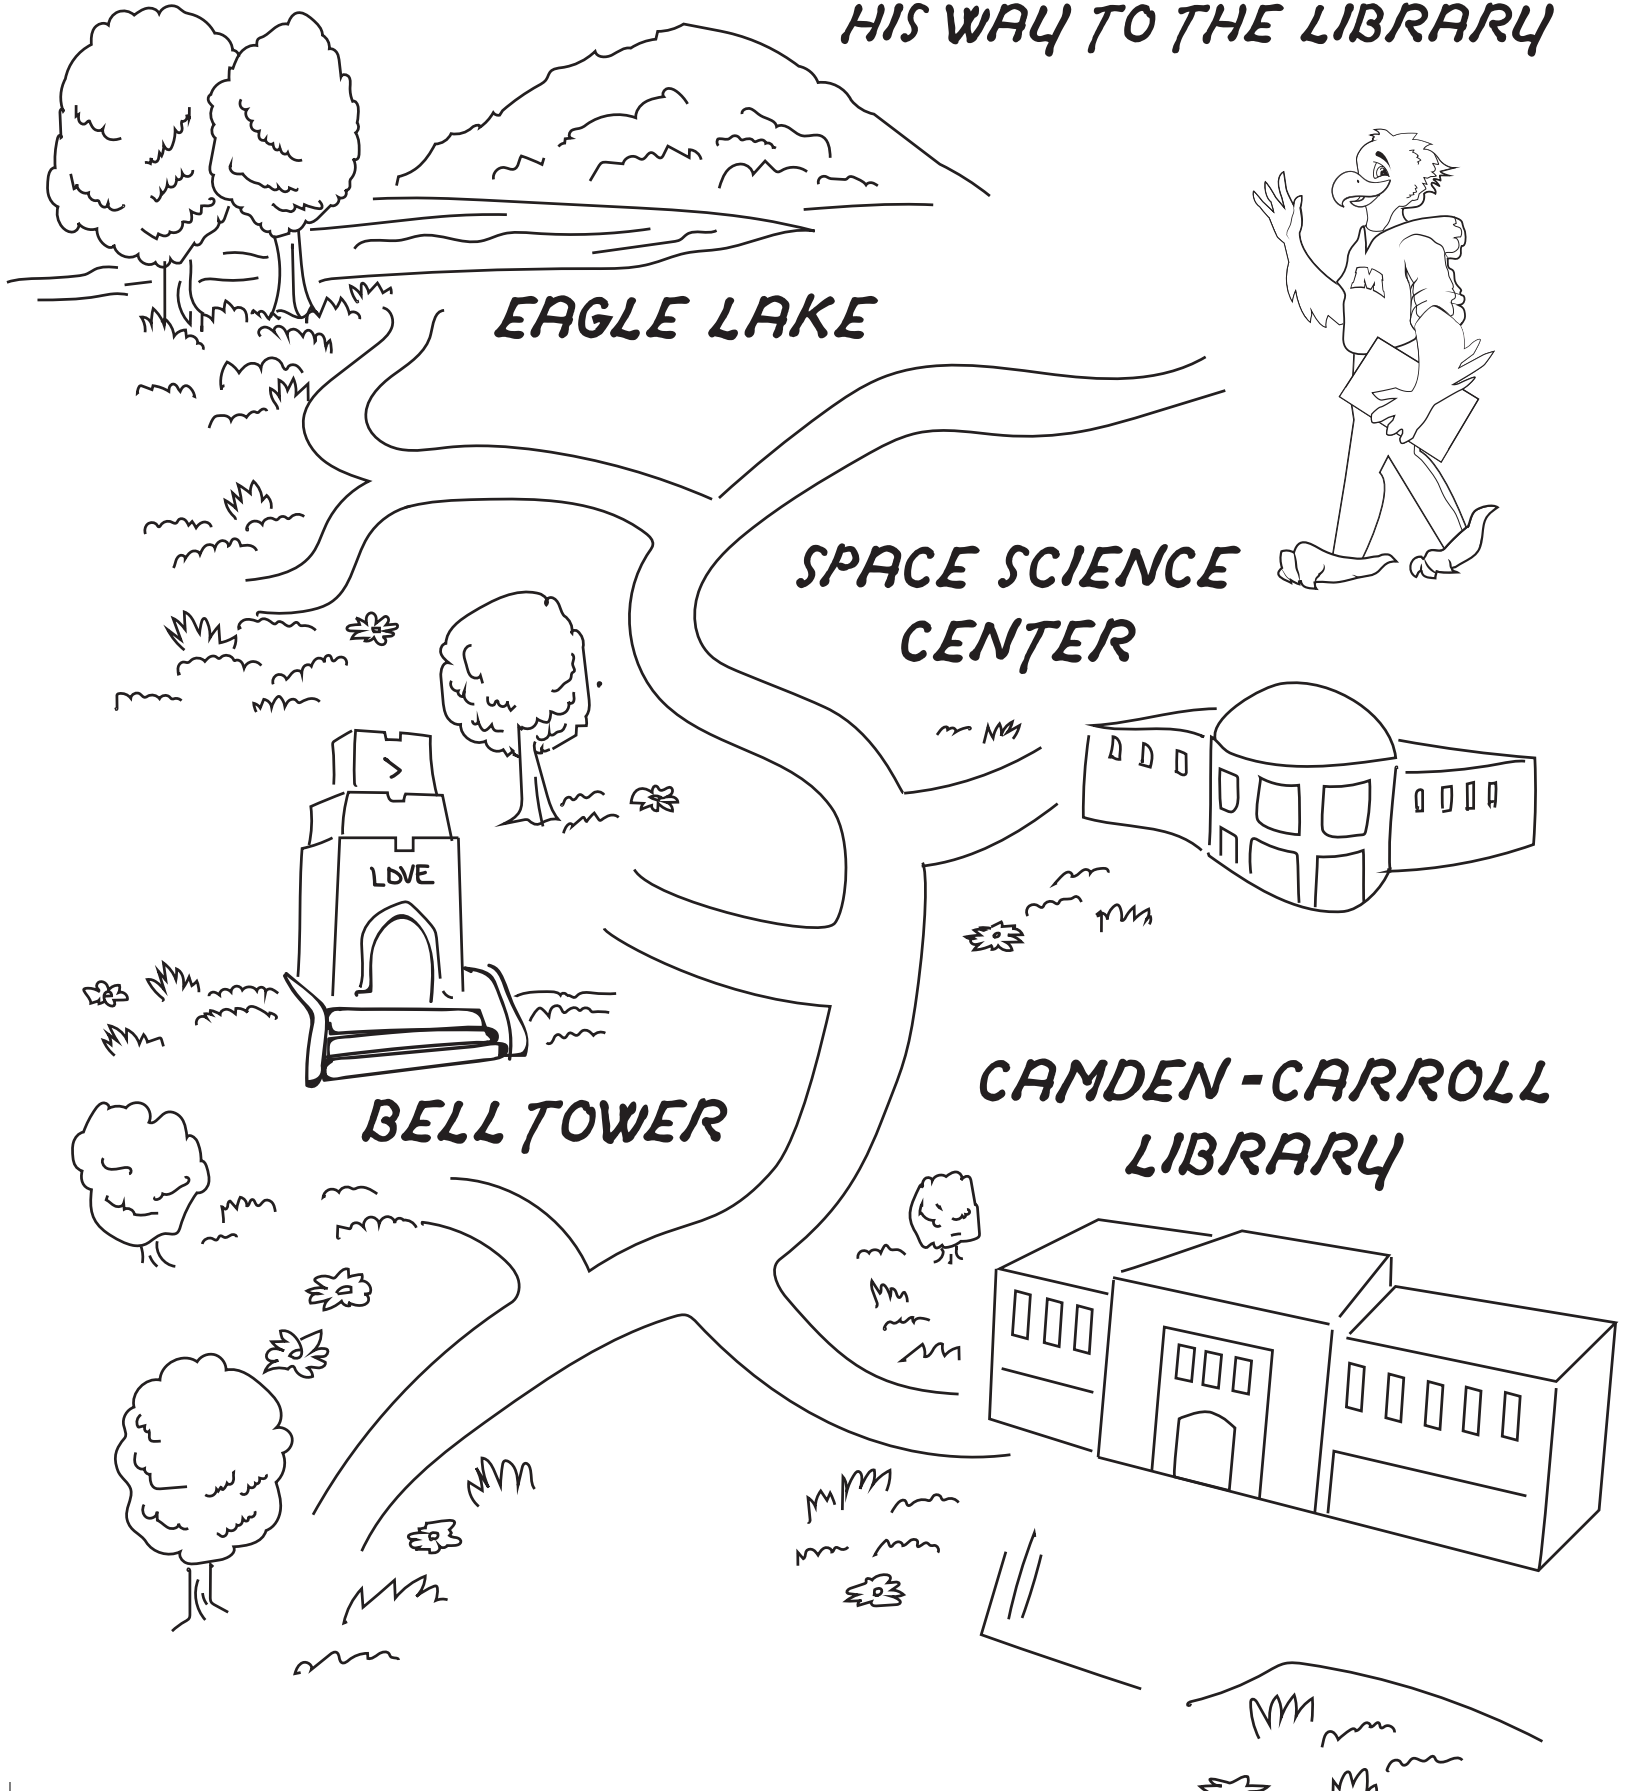 HIS WAY TO THE LIBRARY
M
EAGLE LAKE
SPACE SCIENCE
CENTER
LOVE
BELL TOWER
CAMDEN-CARROLL
LIBRARY